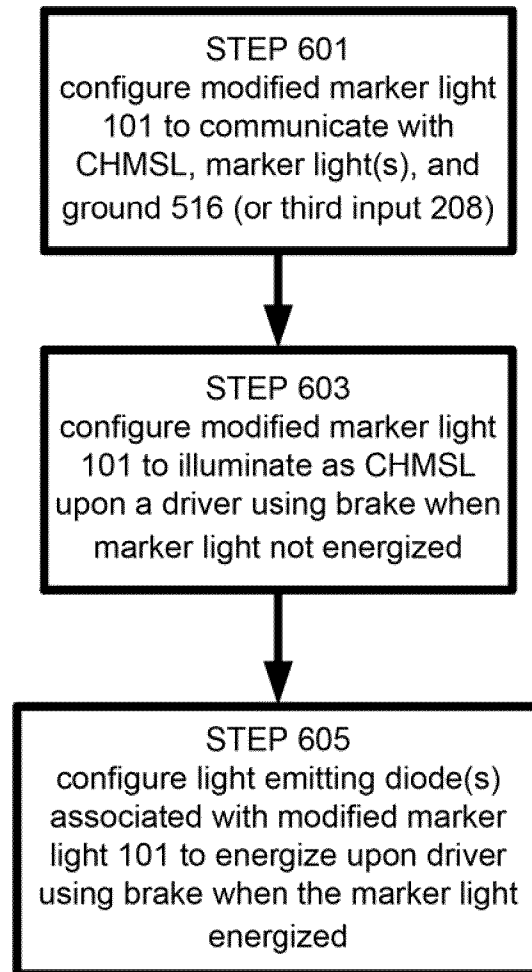 STEP 601
configure modified marker light
101 to communicate with
CHMSL, marker light(s), and
ground 516 (or third input 208)
STEP 603
configure modified marker light
101 to illuminate as CHMSL
upon a driver using brake when
marker light not energized
STEP 605
configure light emitting diode(s)
associated with modified marker
light 101 to energize upon driver
using brake when the marker light
energized